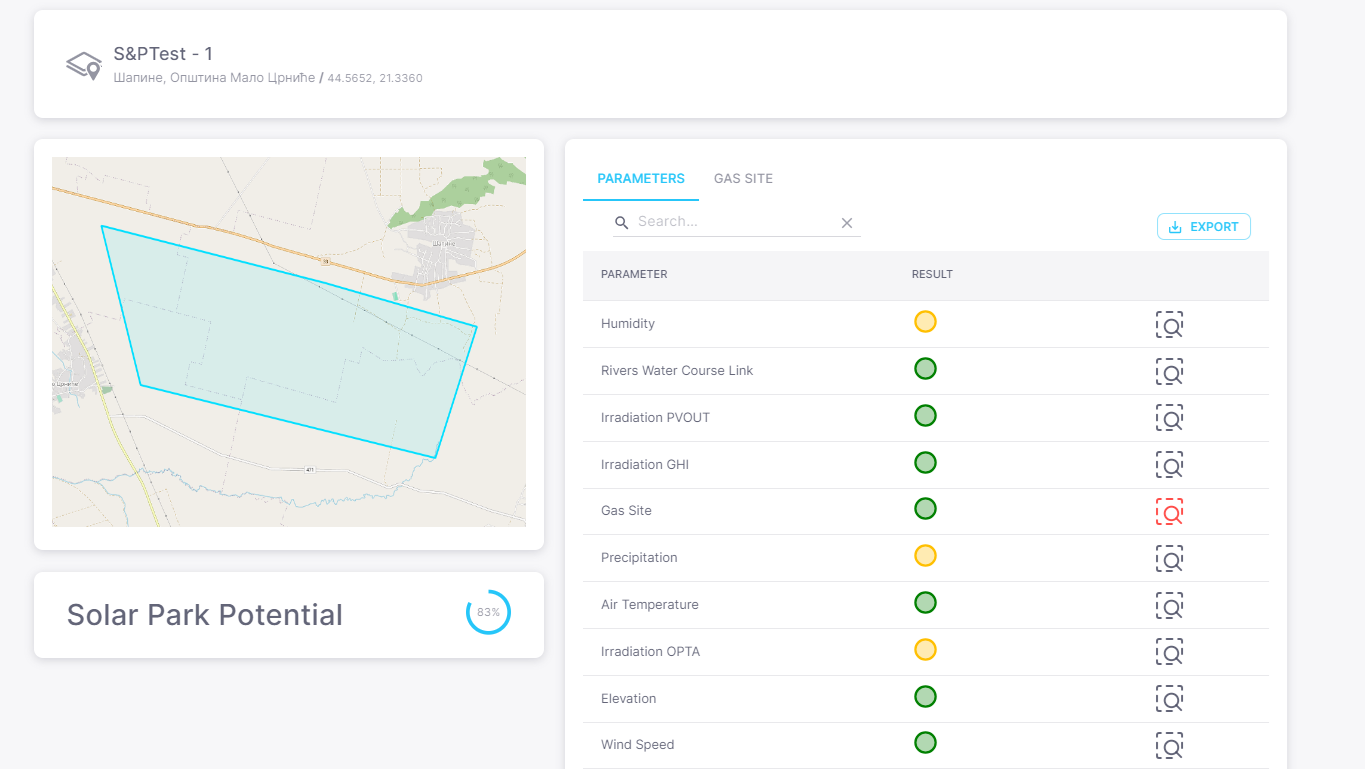 S&PTest - 1
Шапине, Општина Мало Црниће / 44.5652, 21.3360
Шапине
421
Solar Park Potential
83%
PARAMETERS GAS SITE
Search...
EXPORT
PARAMETER RESULT
Humidity
Rivers Water Course Link
Irradiation PVOUT
Irradiation GHI
Gas Site
Precipitation
Air Temperature
Irradiation OPTA
Elevation
Wind Speed